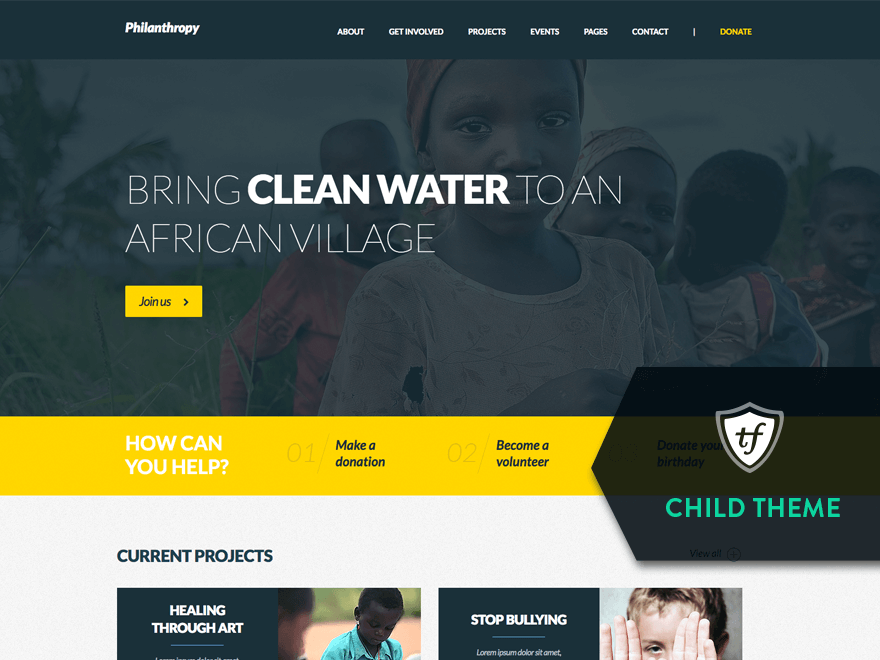 Philanthropy
ABOUT GET INVOLVED PROJECTS EVENTS PAGES CONTACT | DONATE
BRING CLEAN WATER TO AN
AFRICAN VILLAGE
Join us
HOW CAN
YOU HELP?
01 / Make a
donation
02 / Become a
volunteer
Donate your
birthday
tf
CHILD THEME
CURRENT PROJECTS
View all
HEALING
THROUGH ART
Lorem ipsum dolor sit amet,
STOP BULLYING
Lorem ipsum dolor sit amet,